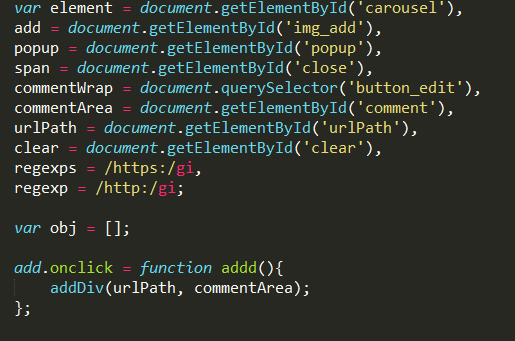 var element = document.getElementById('carousel'),
add = document.getElementById('img_add'),
popup = document.getElementById('popup'),
span = document.getElementById('close'),
commentWrap = document.querySelector('button_edit'),
commentArea = document.getElementById('comment'),
urlPath = document.getElementById('urlPath'),
clear = document.getElementById('clear'),
regexps = /https:/gi,
regexp = /http:/gi;
var obj = [];
add.onclick = function addd(){
addDiv(urlPath, commentArea);
};